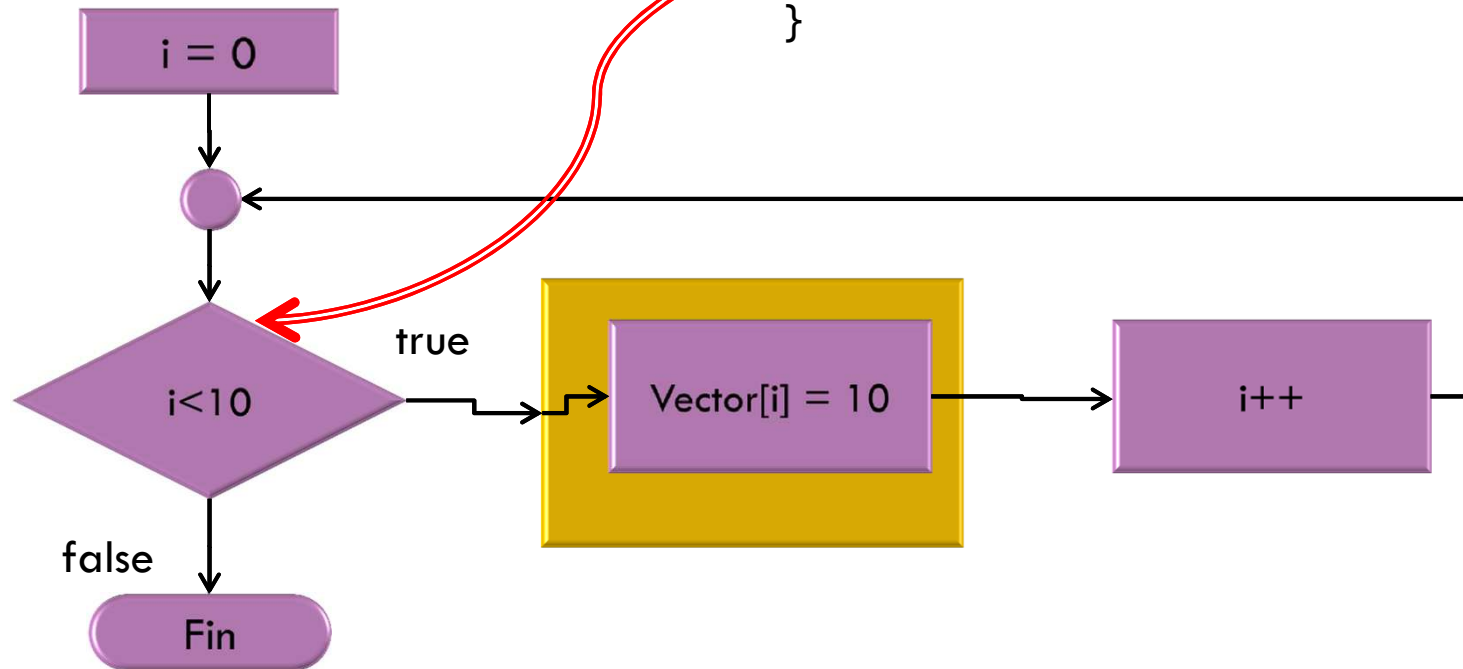 }
i = 0
true
i<10
Vector[i] = 10
i++
false
Fin